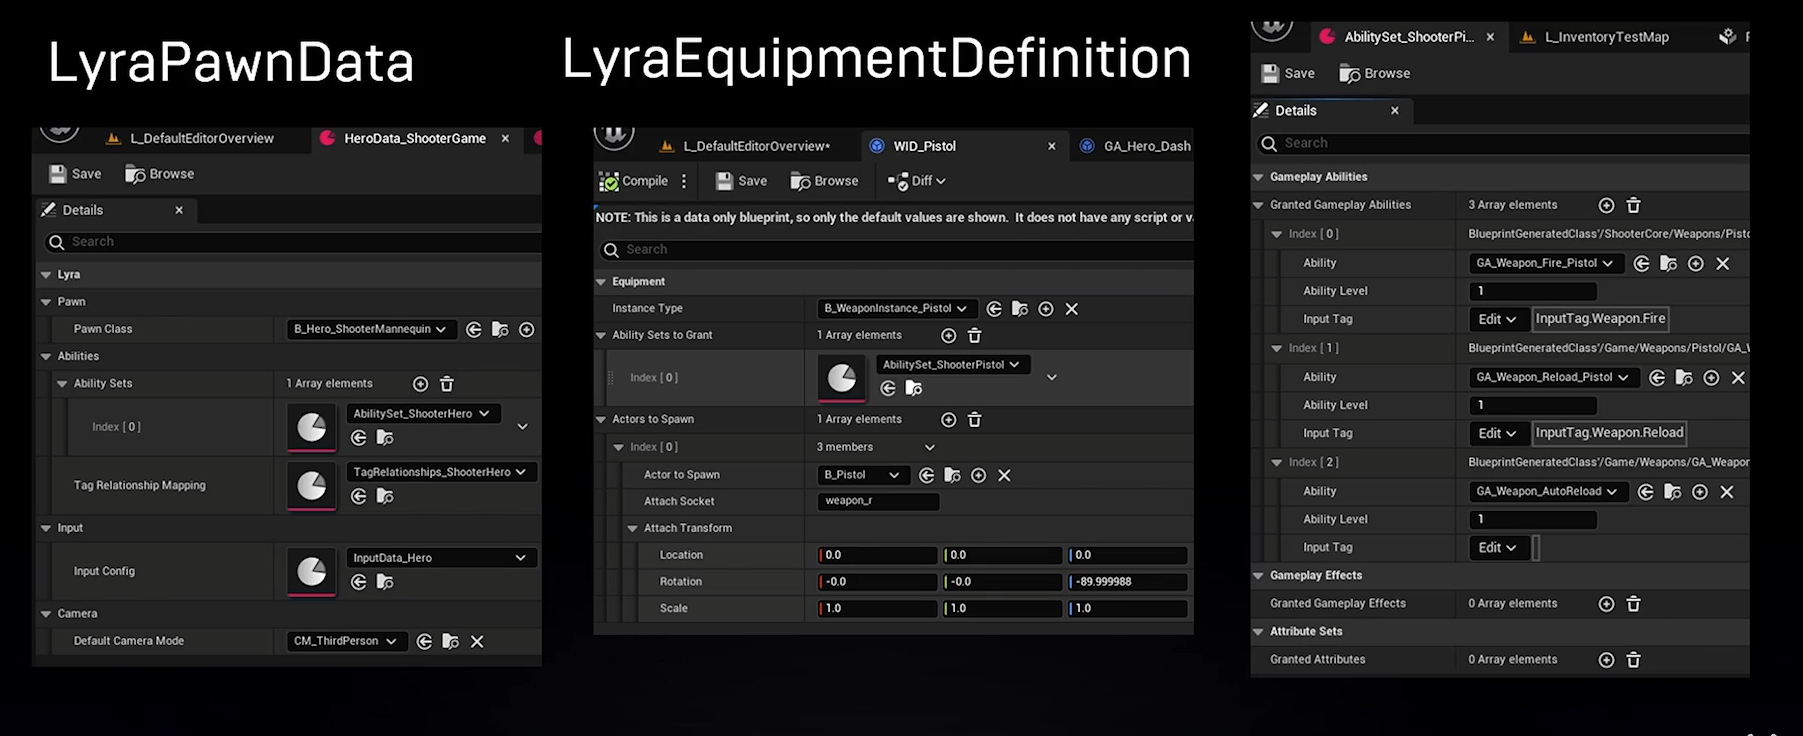 LyraPawnData
L_DefaultEditorOverview
HeroData_ShooterGame
Save
Browse
Details
Search
Lyra
Pawn
Pawn Class
B_Hero_ShooterMannequin
Abilities
Ability Sets
1 Array elements
Index [ 0 ]
AbilitySet_ShooterHero
Tag Relationship Mapping
TagRelationships_ShooterHero
Input
Input Config
InputData_Hero
Camera
Default Camera Mode
CM_ThirdPerson
LyraEquipmentDefinition
L_DefaultEditorOverview*
WID_Pistol
GA_Hero_Dash
Compile
Save
Browse
Diff
NOTE: This is a data only blueprint, so only the default values are shown. It does not have any script or
Search
Equipment
Instance Type
B_WeaponInstance_Pistol
Ability Sets to Grant
1 Array elements
Index [ 0 ]
AbilitySet_ShooterPistol
Actors to Spawn
1 Array elements
Index [ 0 ]
3 members
Actor to Spawn
B_Pistol
Attach Socket
weapon_r
Attach Transform
Location
0.0
0.0
0.0
Rotation
-0.0
-0.0
-89.999988
Scale
1.0
1.0
1.0
AbilitySet_ShooterPi...
L_InventoryTestMap
Save
Browse
Details
Search
Gameplay Abilities
Granted Gameplay Abilities
3 Array elements
Index [ 0 ]
BlueprintGeneratedClass'/ShooterCore/Weapons/Pisto
Ability
GA_Weapon_Fire_Pistol
Ability Level
1
Input Tag
Edit
InputTag.Weapon.Fire
Index [ 1 ]
BlueprintGeneratedClass'/Game/Weapons/Pistol/GA_
Ability
GA_Weapon_Reload_Pistol
Ability Level
1
Input Tag
Edit
InputTag.Weapon.Reload
Index [ 2 ]
BlueprintGeneratedClass'/Game/Weapons/GA_Weapon
Ability
GA_Weapon_AutoReload
Ability Level
1
Input Tag
Edit
Gameplay Effects
Granted Gameplay Effects
0 Array elements
Attribute Sets
Granted Attributes
0 Array elements